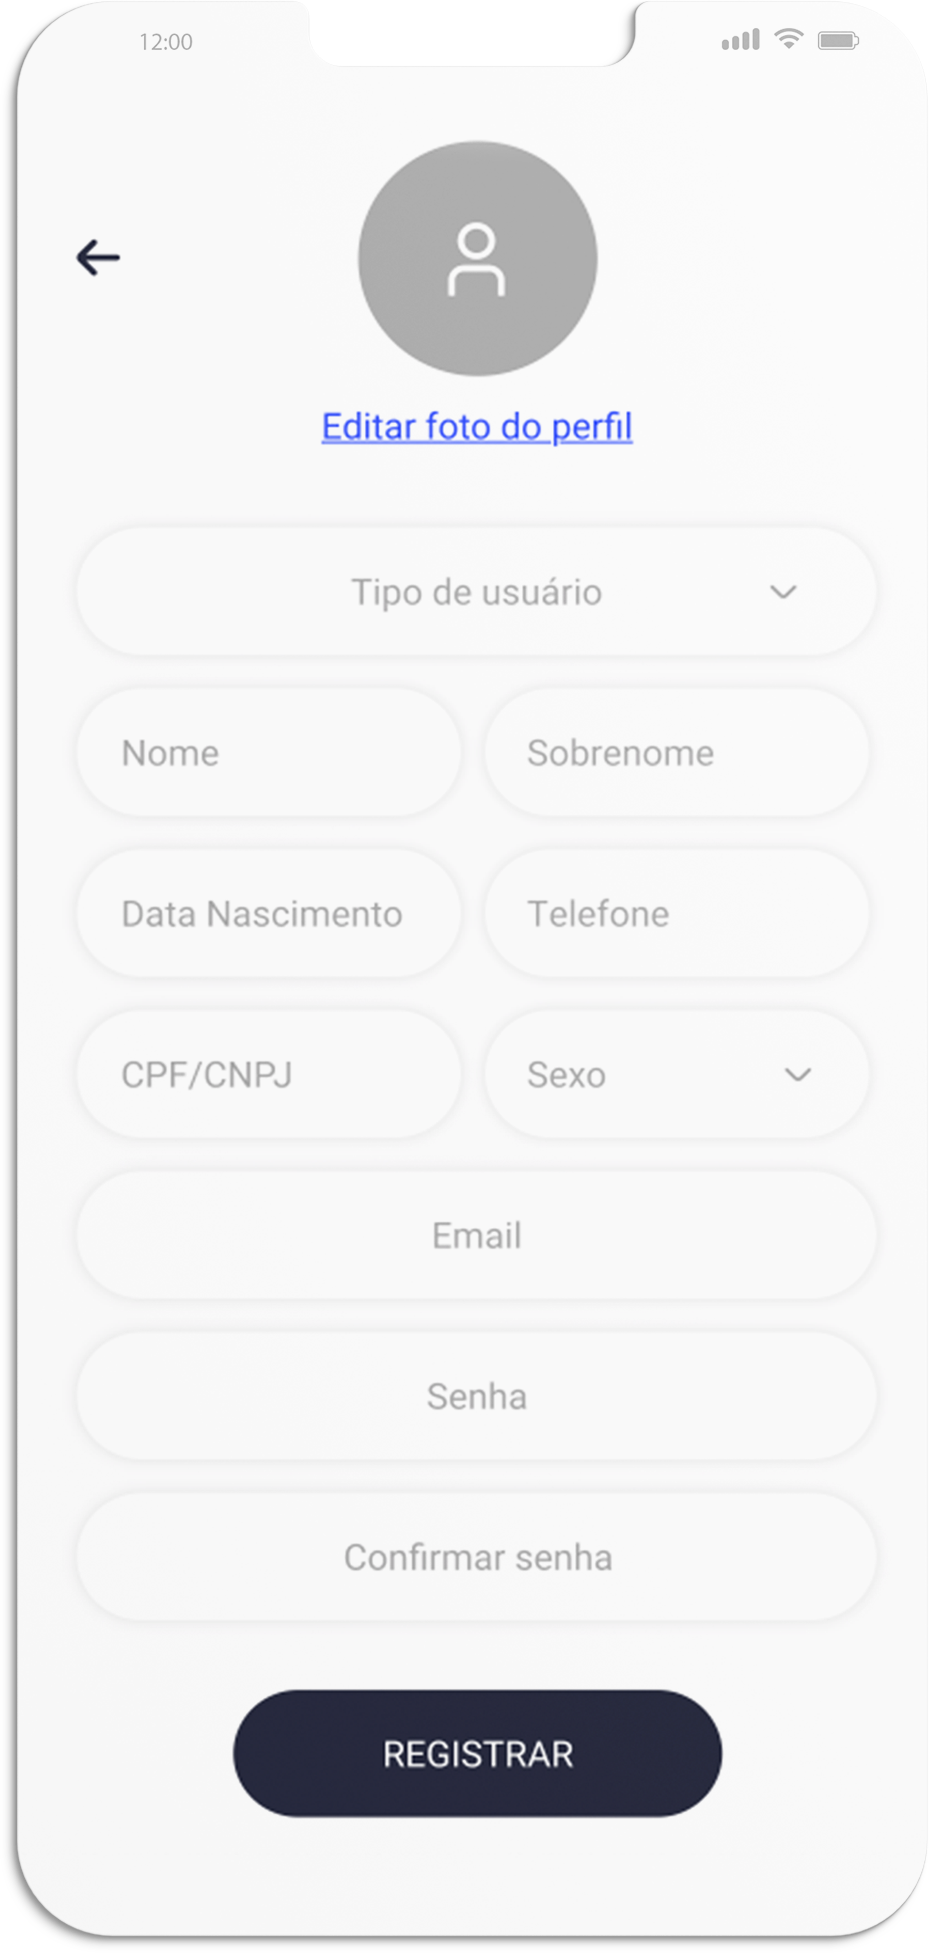 12:00
Editar foto do perfil
Tipo de usuário
Nome
Sobrenome
Data Nascimento
Telefone
CPF/CNPJ
Sexo
Email
Senha
Confirmar senha
REGISTRAR